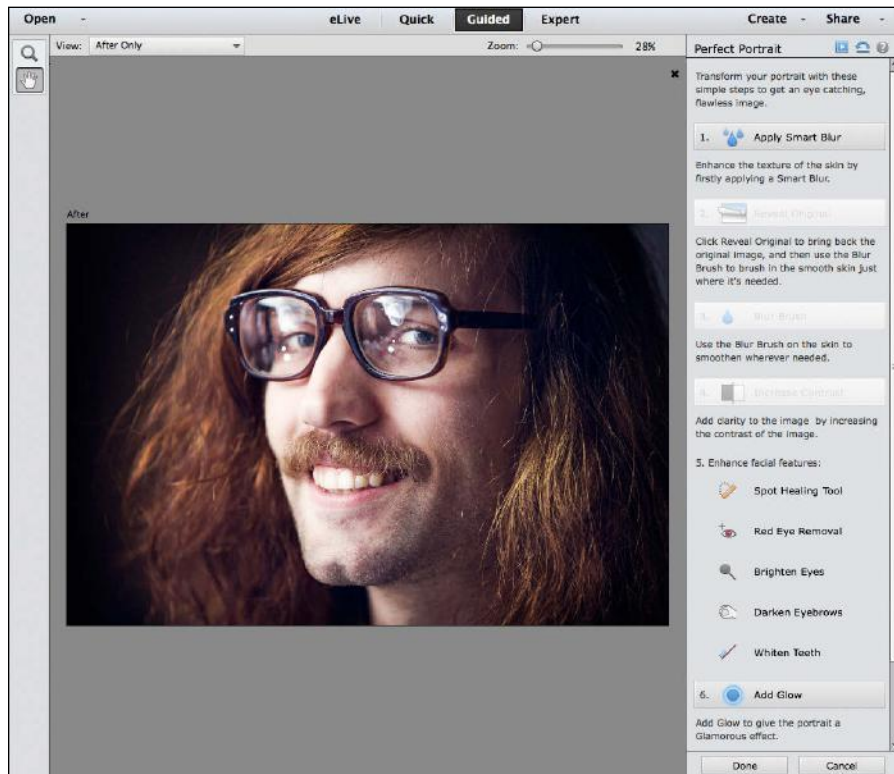 Open
eLive Quick Guided Expert
Create Share
View: After Only
Zoom: 28%
Perfect Portrait
After
Transform your portrait with these
simple steps to get an eye catching,
flawless image.
1. Apply Smart Blur
Enhance the texture of the skin by
firstly applying a Smart Blur.
2. Reveal Original
Click Reveal Original to bring back the
original image, and then use the Blur
Brush to brush in the smooth skin just
where it's needed.
3. Blur Brush
Use the Blur Brush on the skin to
smoothen wherever needed.
4. Increase Contrast
Add clarity to the image by increasing
the contrast of the image.
5. Enhance facial features:
Spot Healing Tool
Red Eye Removal
Brighten Eyes
Darken Eyebrows
Whiten Teeth
6. Add Glow
Add Glow to give the portrait a
Glamorous effect.
Done Cancel